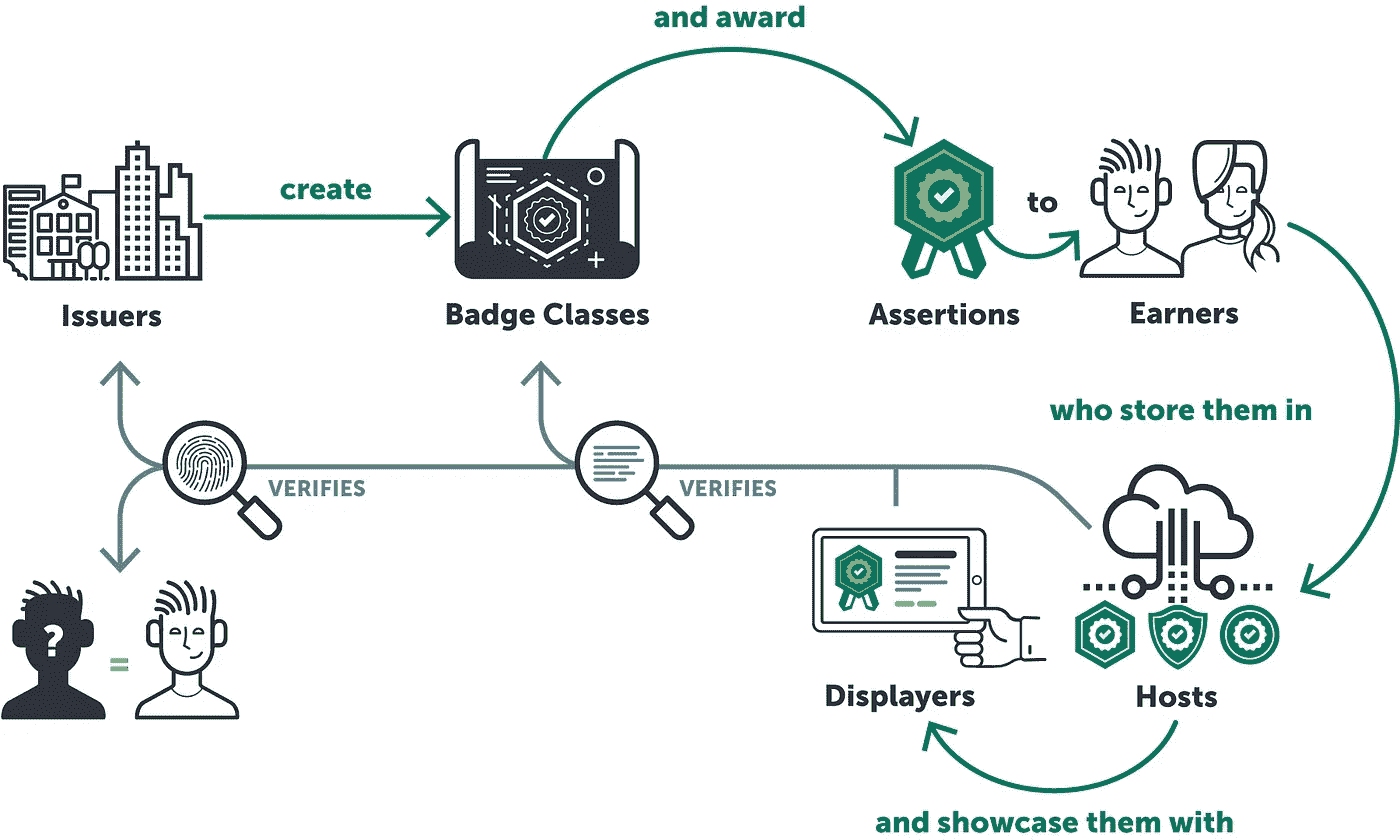 and award
create
to
Issuers
Badge Classes
Assertions
Earners
who store them in
VERIFIES
VERIFIES
?
=
Displayers
Hosts
and showcase them with